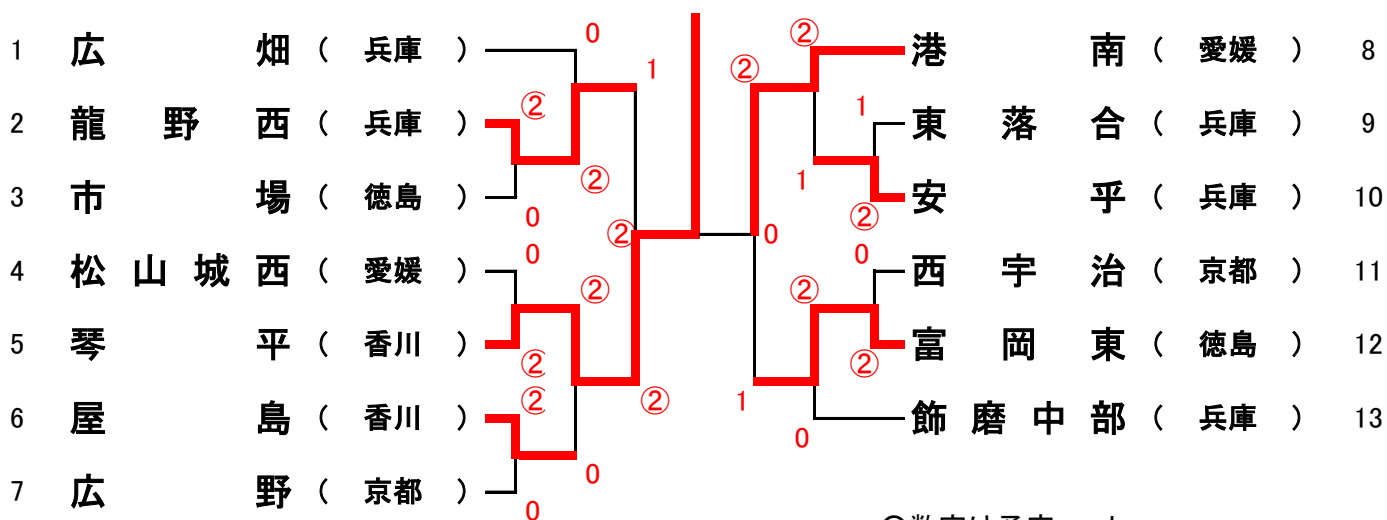 1 広畑 ( 兵庫 )
2 龍野西 ( 兵庫 )
3 市場 ( 徳島 )
4 松山城西 ( 愛媛 )
5 琴平 ( 香川 )
6 屋島 ( 香川 )
7 広野 ( 京都 )
0
1
②
②
0
0
②
②
②
②
②
0
0
港南 ( 愛媛 ) 8
東落合 ( 兵庫 ) 9
安乎 ( 兵庫 ) 10
西宇治 ( 京都 ) 11
富岡東 ( 徳島 ) 12
飾磨中部 ( 兵庫 ) 13
②
②
1
1
②
0
0
②
②
1
0